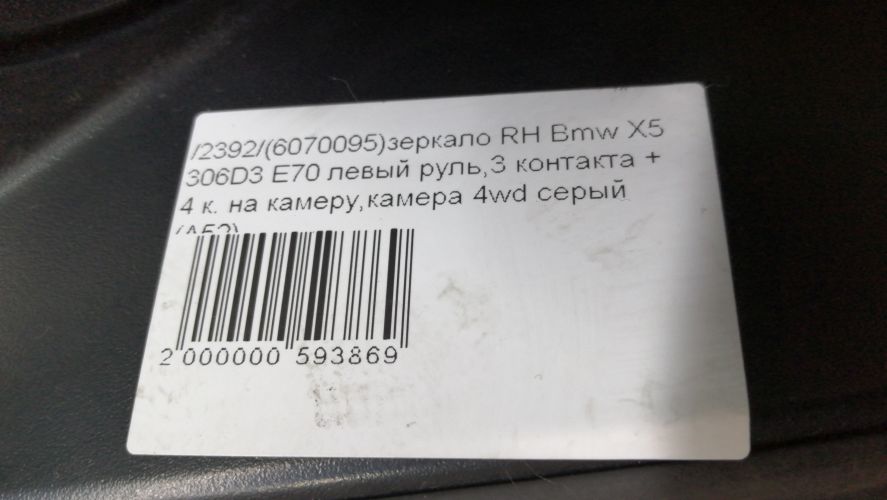 /2392/(6070095)зеркало RH Bmw X5
306D3 E70 левый руль,3 контакта +
4 к. на камеру,камера 4wd серый
2 000000 593869